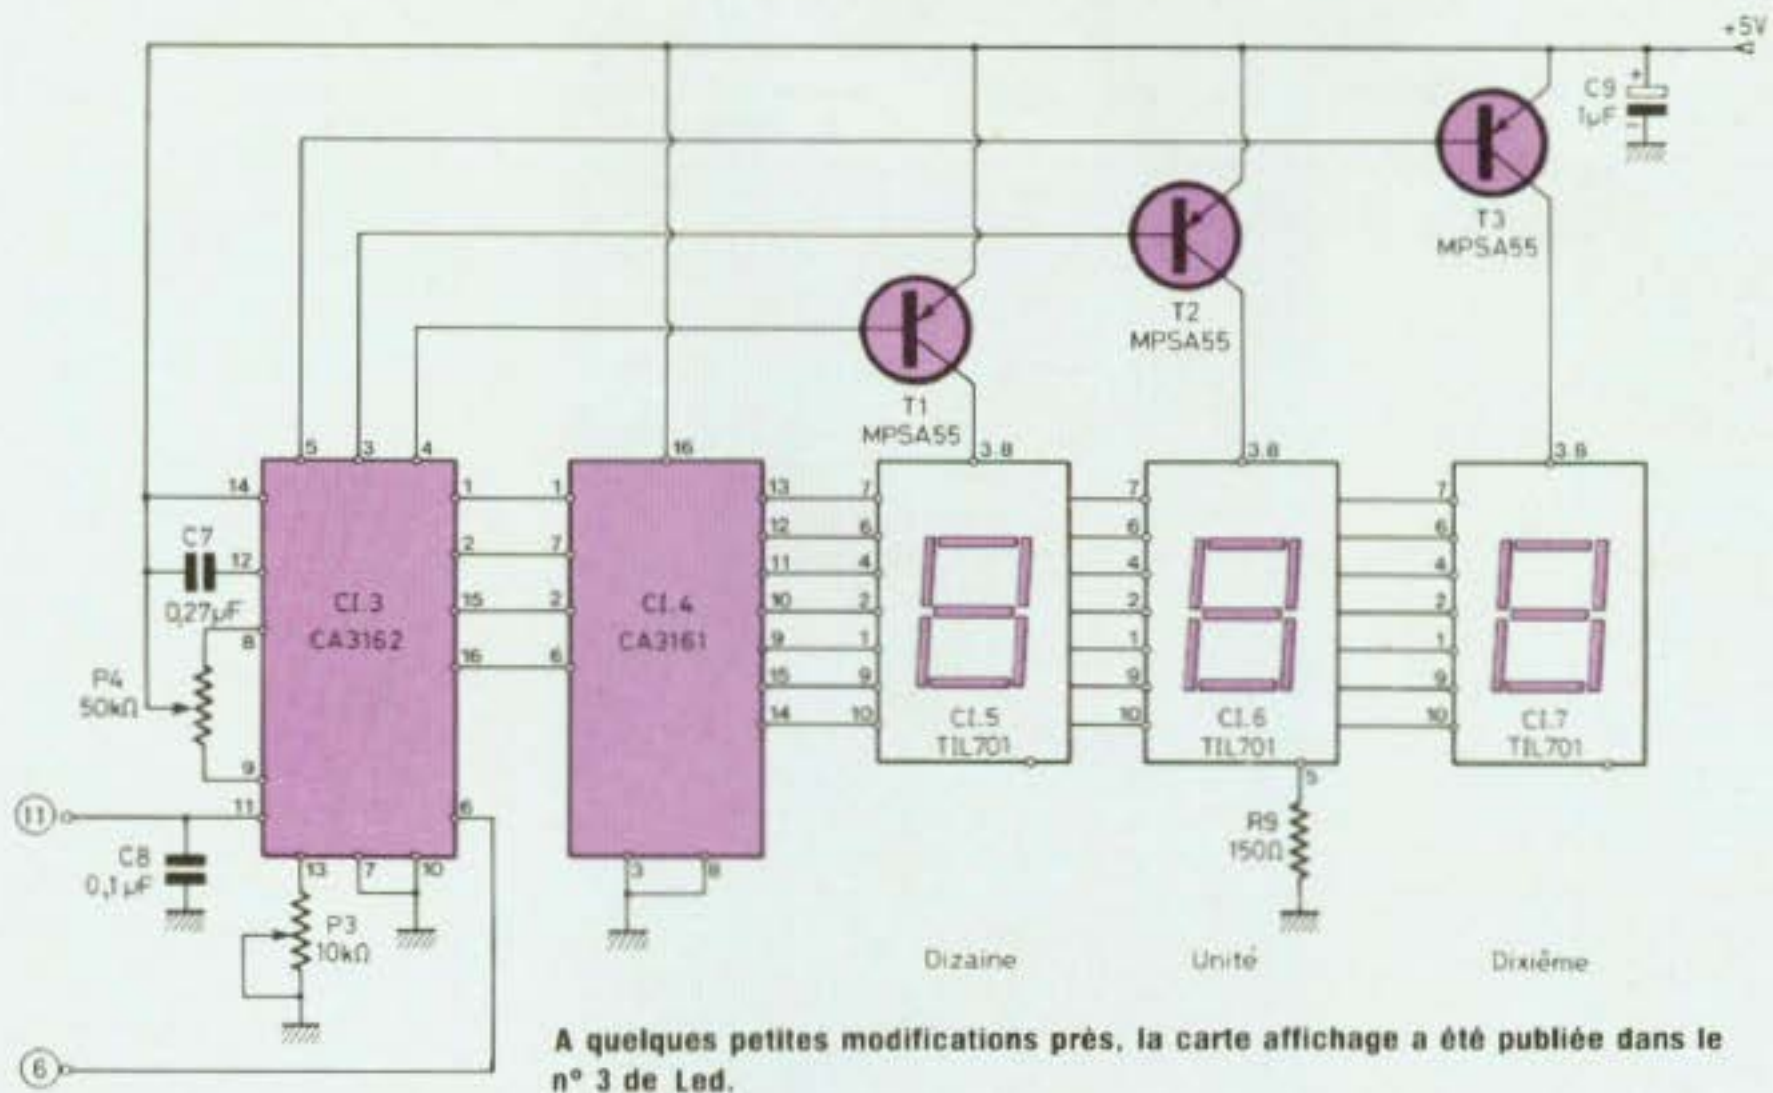 +5V
C9
1µF
+
-
T3
MPSA55
T2
MPSA55
T1
MPSA55
5 3 4
16
3.8
3.8
3.8
14
C7
12
0,27µF
8
P4
50kΩ
9
11
11
C8
0,1µF
CI.3
CA3162
1
2
15
16
6
13 7 10
P3
10kΩ
6
1
7
2
6
CI.4
CA3161
3 8
13 7
12 6
11 4
10 2
9 1
15 9
14 10
CI.5
TIL701
7
6
4
2
1
9
10
CI.6
TIL701
5
R9
150Ω
7
6
4
2
1
9
10
CI.7
TIL701
Dizaine Unité Dixième
A quelques petites modifications près, la carte affichage a été publiée dans le
n° 3 de Led.